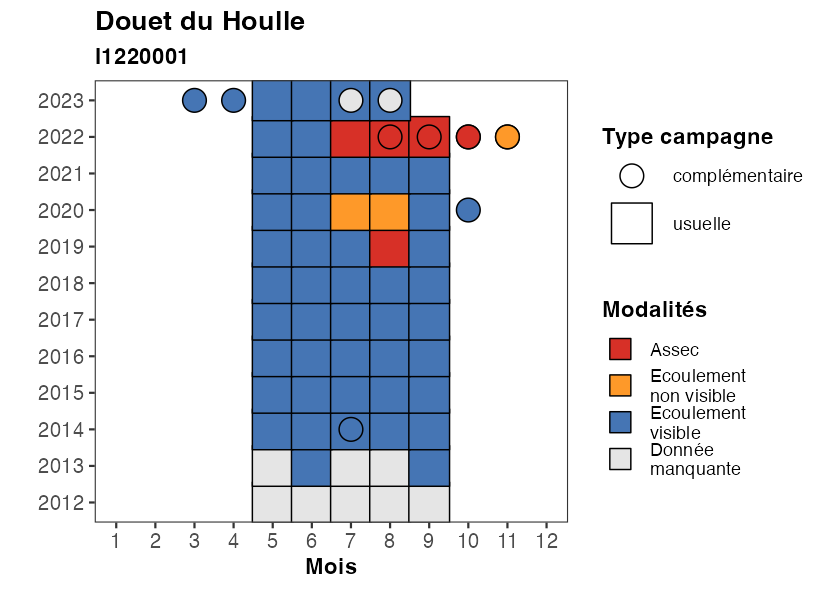 Douet du Houlle
I1220001
2023
2022
2021
2020
2019
2018
2017
2016
2015
2014
2013
2012
1 2 3 4 5 6 7 8 9 10 11 12
Mois
Type campagne
complémentaire
usuelle
Modalités
Assec
Ecoulement
non visible
Ecoulement
visible
Donnée
manquante